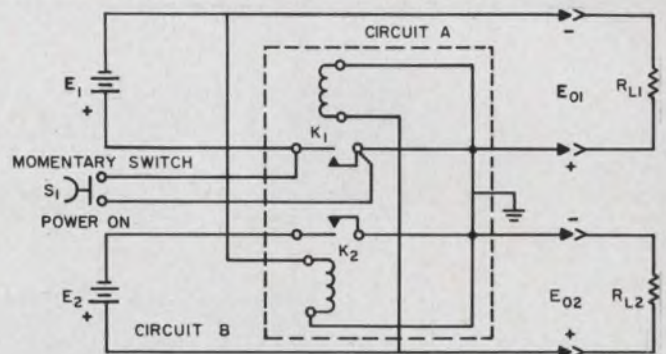 CIRCUIT A
E1
+
-
E01
RL1
K1
+
MOMENTARY SWITCH
S1
POWER ON
-
K2
E2
+
CIRCUIT B
E02
RL2
+